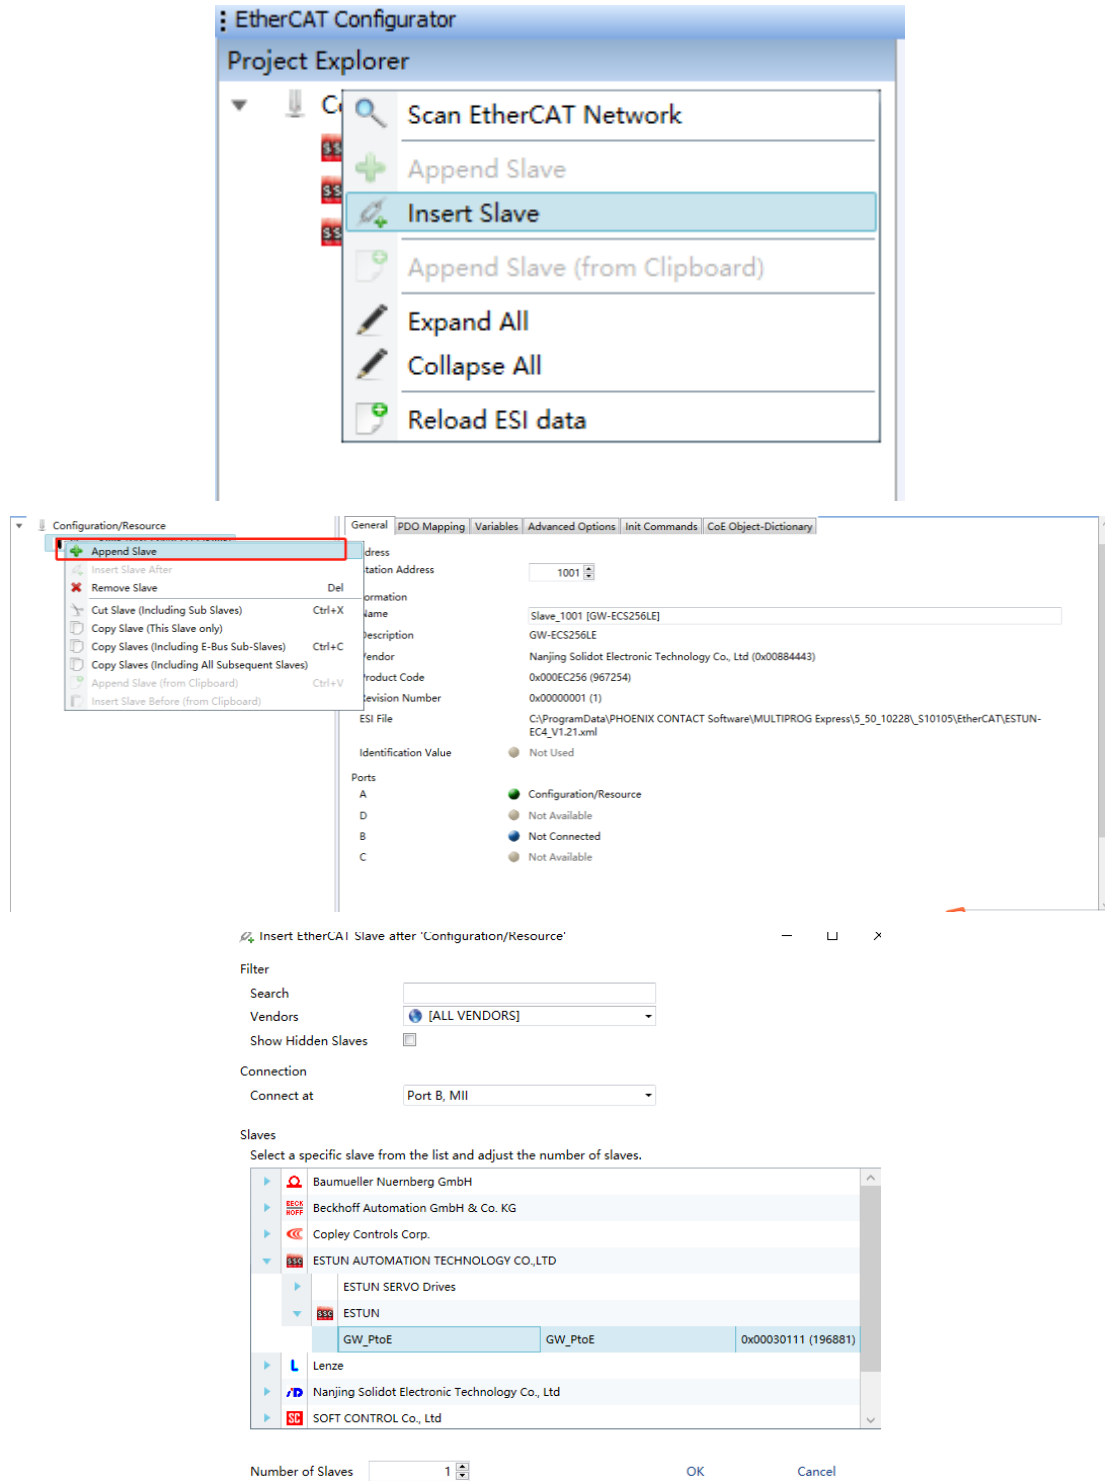 EtherCAT Configurator
Project Explorer
Scan EtherCAT Network
Append Slave
Insert Slave
Append Slave (from Clipboard)
Expand All
Collapse All
Reload ESI data
Configuration/Resource
Append Slave
Insert Slave After
Remove Slave Del
Cut Slave (Including Sub Slaves) Ctrl+X
Copy Slave (This Slave only)
Copy Slaves (Including E-Bus Sub-Slaves) Ctrl+C
Copy Slaves (Including All Subsequent Slaves)
Append Slave (from Clipboard) Ctrl+V
Insert Slave Before (from Clipboard)
General PDO Mapping Variables Advanced Options Init Commands CoE Object-Dictionary
dress
tation Address 1001
ormation
Name Slave_1001 [GW-ECS256LE]
Description GW-ECS256LE
Vendor Nanjing Solidot Electronic Technology Co., Ltd (0x00884443)
Product Code 0x000EC256 (967254)
Revision Number 0x00000001 (1)
ESI File C:\ProgramData\PHOENIX CONTACT Software\MULTIPROG Express\5_50_10228\_S10105\EtherCAT\ESTUN-
EC4_V1.21.xml
Identification Value Not Used
Ports
A Configuration/Resource
D Not Available
B Not Connected
C Not Available
Insert EtherCAT Slave after 'Configuration/Resource'
Filter
Search
Vendors [ALL VENDORS]
Show Hidden Slaves
Connection
Connect at Port B, MII
Slaves
Select a specific slave from the list and adjust the number of slaves.
Baumueller Nuernberg GmbH
BECK
HOFF
Beckhoff Automation GmbH & Co. KG
Copley Controls Corp.
ssc ESTUN AUTOMATION TECHNOLOGY CO.,LTD
ESTUN SERVO Drives
ssc ESTUN
GW_PtoE GW_PtoE 0x00030111 (196881)
L Lenze
Nanjing Solidot Electronic Technology Co., Ltd
SC SOFT CONTROL Co., Ltd
Number of Slaves 1 OK Cancel